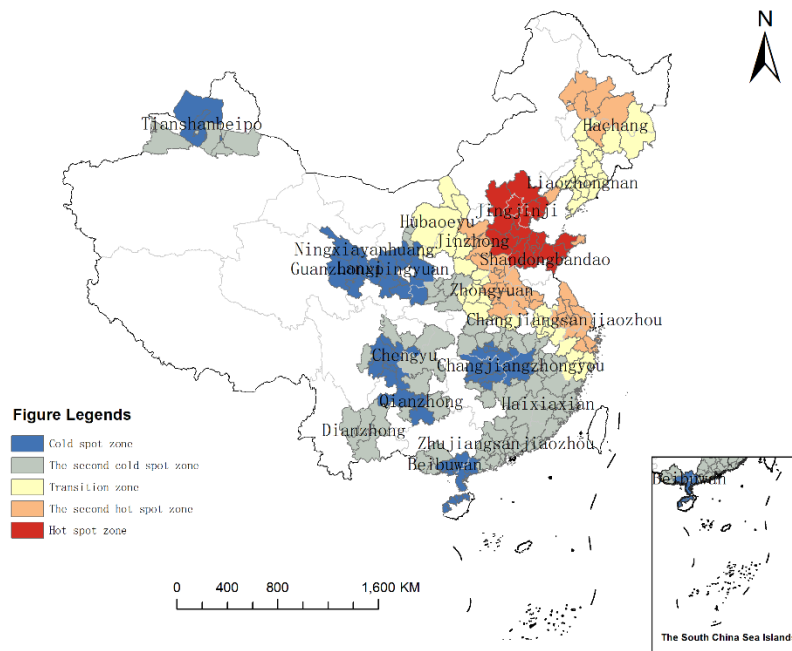 N
Tianshanbeipo
Hachang
Liaozhongnan
Jingjinji
Hubaoeyu
Jinzhong
Ningxiayanhuang
Shandongbandao
Guanzhongpingyuan
Lanxi
Zhongyuan
Changjiangsanjiaozhou
Chengyu
Changjiangzhongyou
Qianzhong
Haixiaxian
Dianzhong
Zhujiangsanjiaozhou
Beibuwan
Figure Legends
Cold spot zone
The second cold spot zone
Transition zone
The second hot spot zone
Hot spot zone
0 400 800 1,600 KM
Beibuwan
The South China Sea Islands